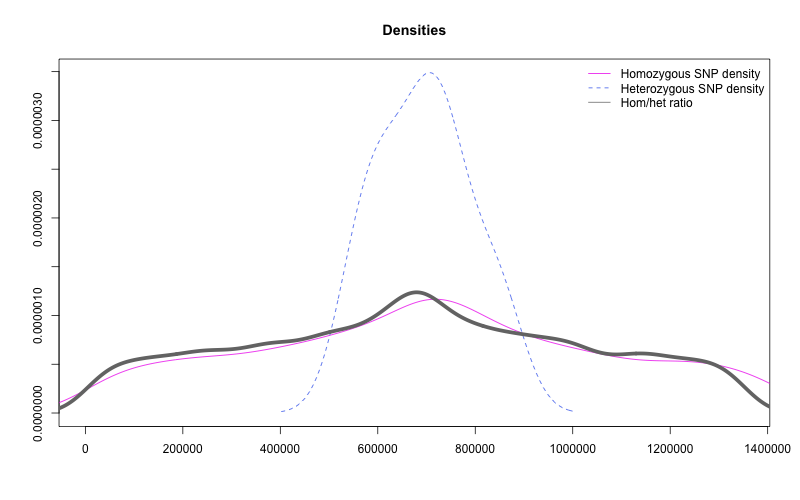 Densities
Homozygous SNP density
Heterozygous SNP density
Hom/het ratio
0.0000030
0.0000020
0.0000010
0.0000000
0 200000 400000 600000 800000 1000000 1200000 1400000